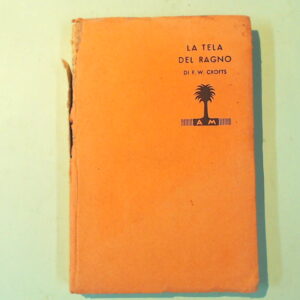 LA TELA
DEL RAGNO
DI F. W. CROFTS
A M